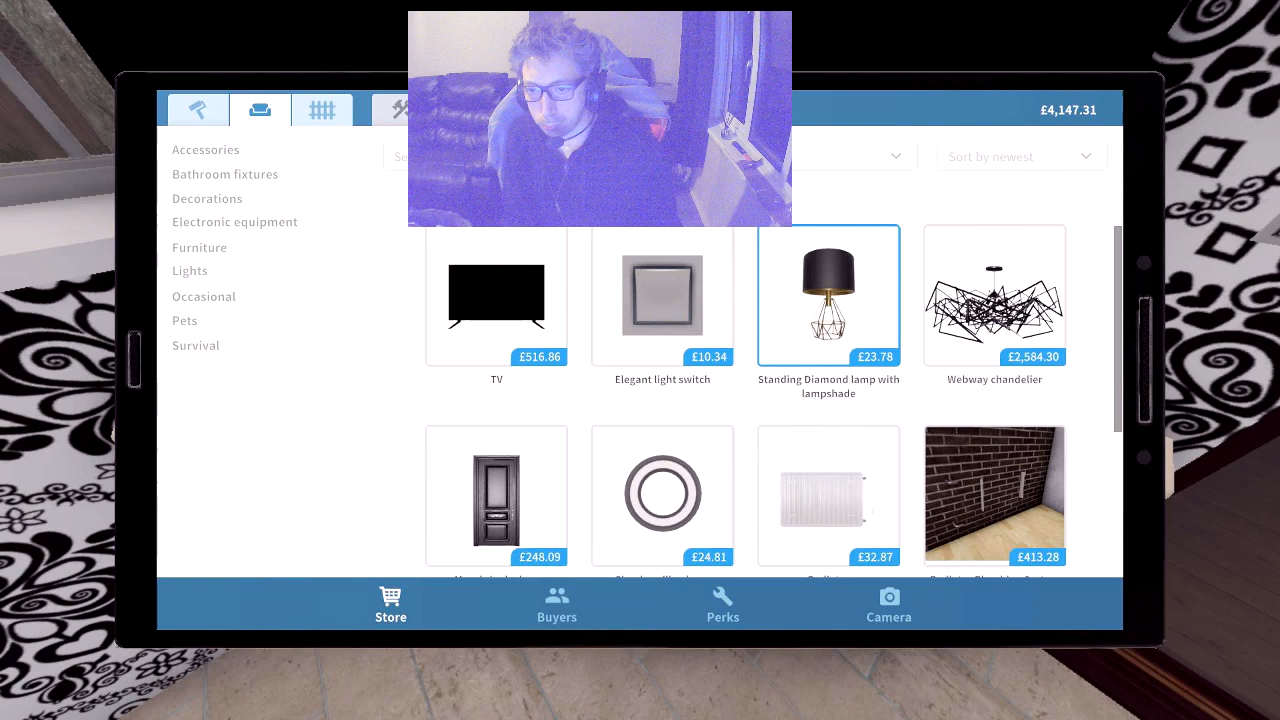 £4,147.31
Accessories
Bathroom fixtures
Decorations
Electronic equipment
Furniture
Lights
Occasional
Pets
Survival
Sort by newest
£516.86
£10.34
£23.78
£2,584.30
TV
Elegant light switch
Standing Diamond lamp with
lampshade
Webway chandelier
£248.09
£24.81
£32.87
£413.28
Store
Buyers
Perks
Camera